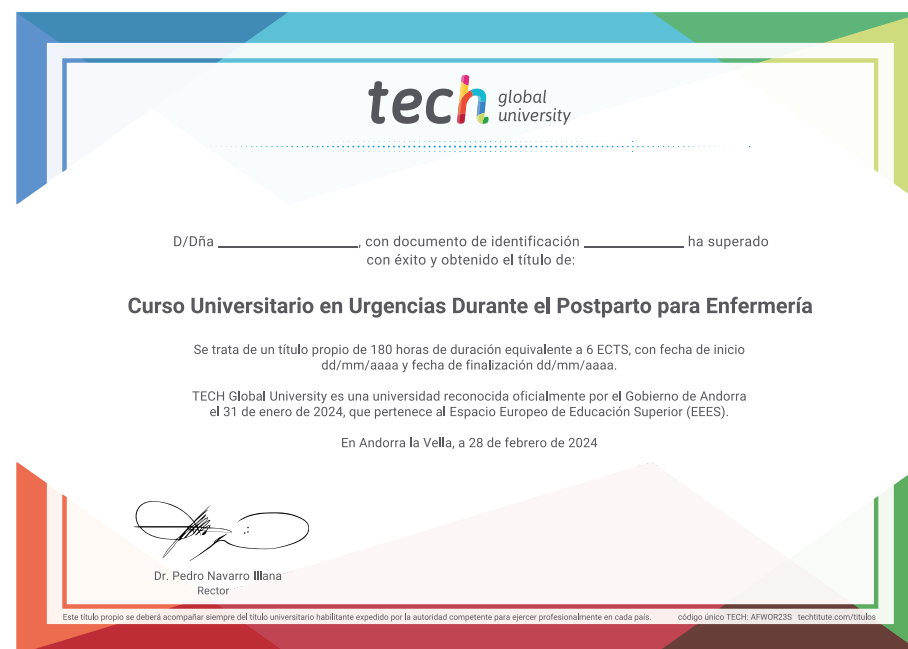 tech global university
D/Dña , con documento de identificación ha superado
con éxito y obtenido el título de:
Curso Universitario en Urgencias Durante el Postparto para Enfermería
Se trata de un título propio de 180 horas de duración equivalente a 6 ECTS, con fecha de inicio
dd/mm/aaaa y fecha de finalización dd/mm/aaaa.
TECH Global University es una universidad reconocida oficialmente por el Gobierno de Andorra
el 31 de enero de 2024, que pertenece al Espacio Europeo de Educación Superior (EEES).
En Andorra la Vella, a 28 de febrero de 2024
Dr. Pedro Navarro Illana
Rector
Este título propio se deberá acompañar siempre del título universitario habilitante expedido por la autoridad competente para ejercer profesionalmente en cada país. código único TECH: AFWOR23S techtitute.com/titulos